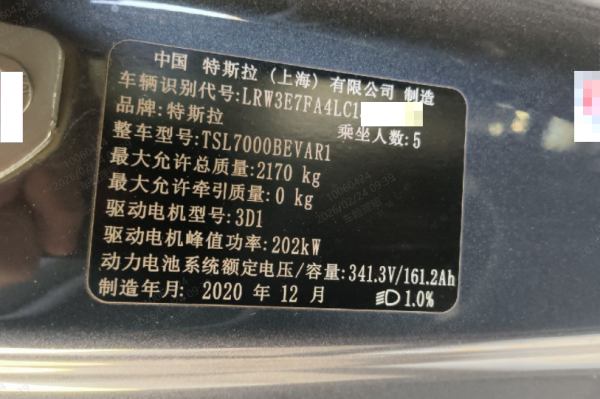 中国 特斯拉（上海）有限公司 制造
车辆识别代号:LRW3E7FA4LC1
品牌:特斯拉 乘坐人数:5
整车型号:TSL7000BEVAR1
最大允许总质量:2170 kg
最大允许牵引质量:0 kg
驱动电机型号:3D1
驱动电机峰值功率:202kW
动力电池系统额定电压/容量:341.3V/161.2Ah
制造年月: 2020 年 12 月 1.0%